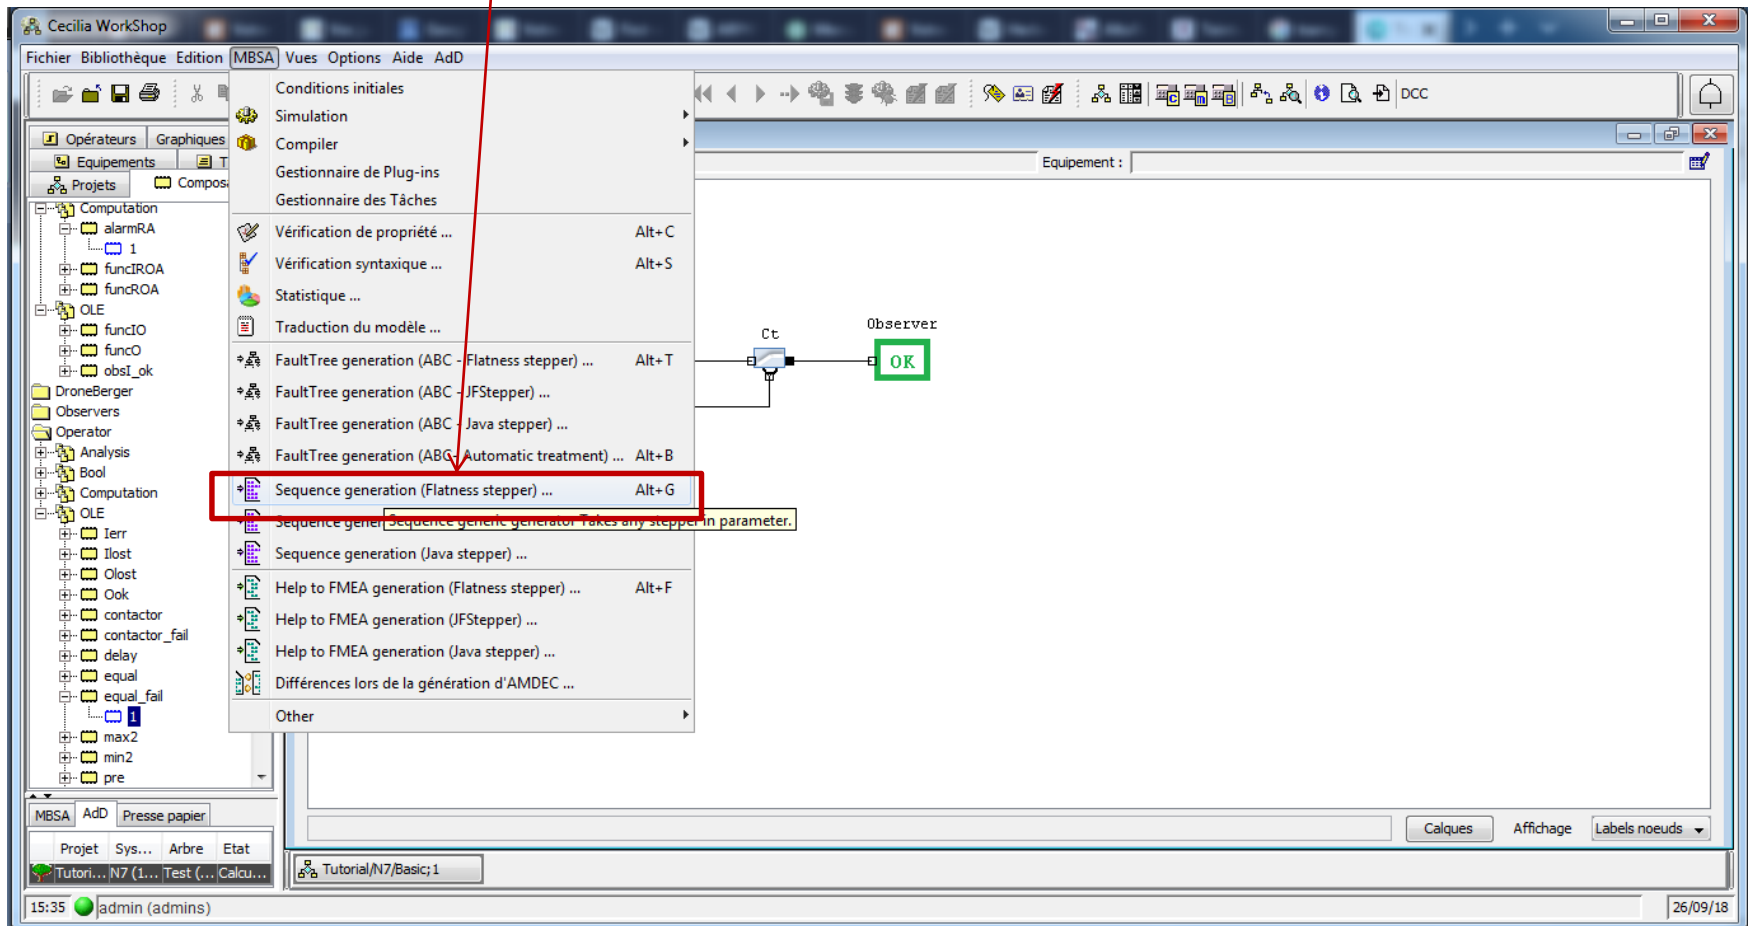 Cecilia WorkShop
Fichier Bibliothèque Edition MBSA Vues Options Aide AdD
DCC
Opérateurs Graphiques
Equipements
Projets
Computation
alarmRA
1
funcIROA
funcROA
OLE
funcIO
funcO
obsI_ok
DroneBerger
Observers
Operator
Analysis
Bool
Computation
OLE
Ierr
Ilost
Olost
Ook
contactor
contactor_fail
delay
equal
equal_fail
1
max2
min2
pre
Conditions initiales
Simulation
Compiler
Gestionnaire de Plug-ins
Gestionnaire des Tâches
Vérification de propriété ... Alt+C
Vérification syntaxique ... Alt+S
Statistique ...
Traduction du modèle ...
FaultTree generation (ABC - Flatness stepper) ... Alt+T
FaultTree generation (ABC - JFStepper) ...
FaultTree generation (ABC - Java stepper) ...
FaultTree generation (ABC - Automatic treatment) ... Alt+B
Sequence generation (Flatness stepper) ... Alt+G
Sequence generic generator Takes any stepper in parameter.
Sequence generation (Java stepper) ...
Help to FMEA generation (Flatness stepper) ... Alt+F
Help to FMEA generation (JFStepper) ...
Help to FMEA generation (Java stepper) ...
Différences lors de la génération d'AMDEC ...
Other
Equipement :
Ct
Observer
OK
Calques Affichage Labels noeuds
MBSA AdD Presse papier
Projet Sys... Arbre Etat
Tutori... N7 (1... Test (... Calcu...
Tutorial/N7/Basic;1
15:35 admin (admins) 26/09/18